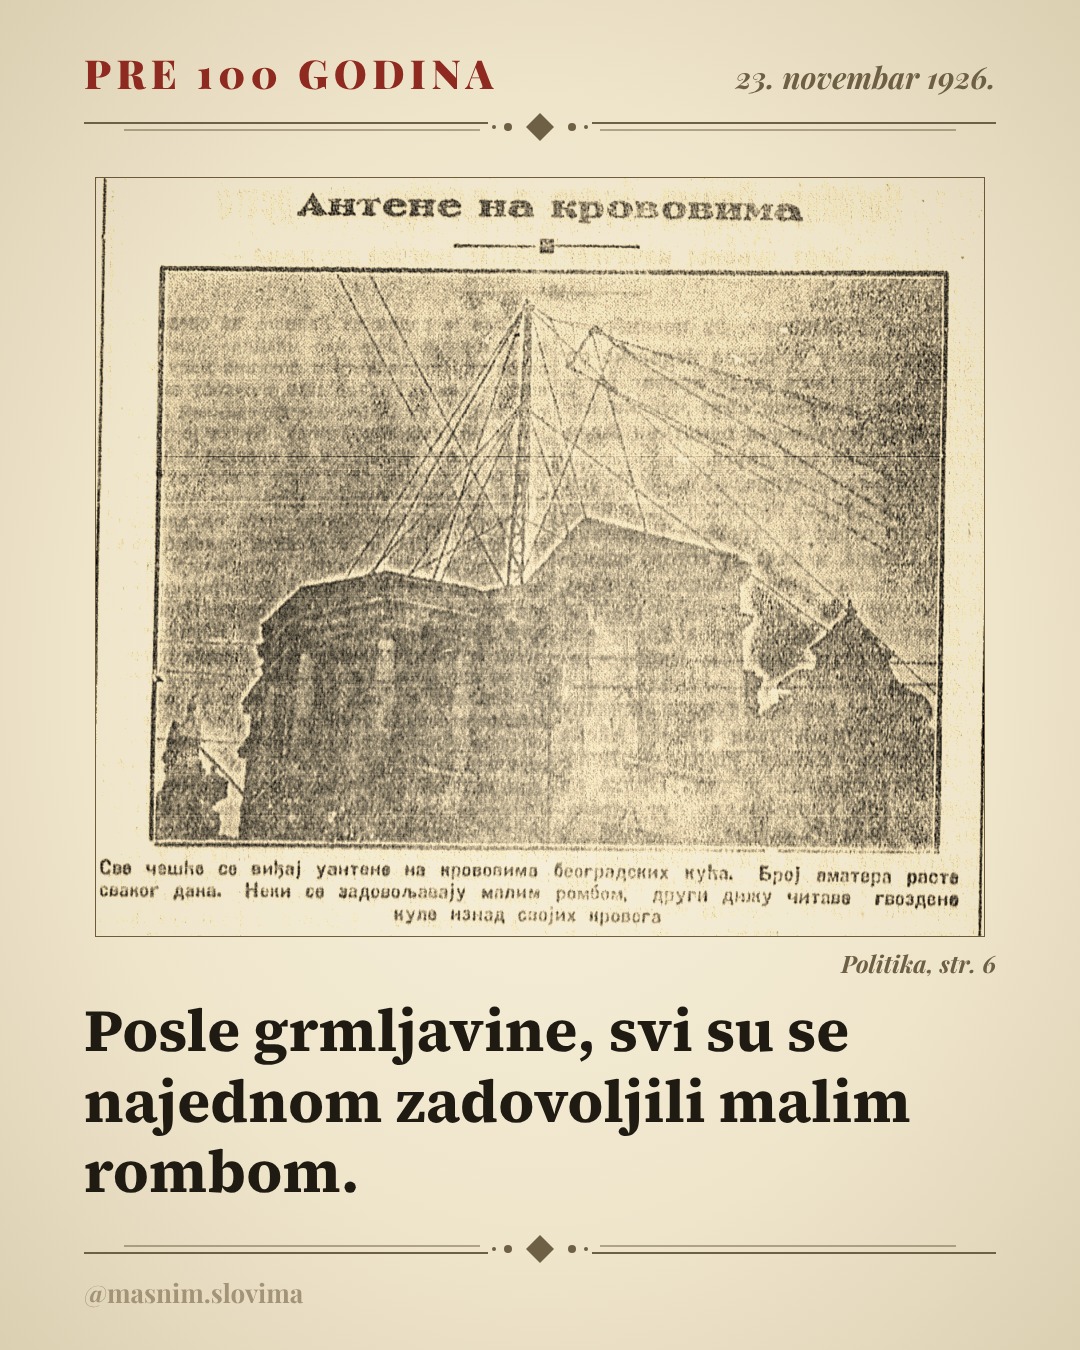 PRE 100 GODINA
23. novembar 1926.
Антене на крововима
Све чешће се виђај уантене на крововима београдских кућа. Број аматера расте
сваког дана. Неки се задовољавају малим ромбом, други дижу читаве гвоздене
куле изнад својих кровова
Politika, str. 6
Posle grmljavine, svi su se
najednom zadovoljili malim
rombom.
@masnim.slovima